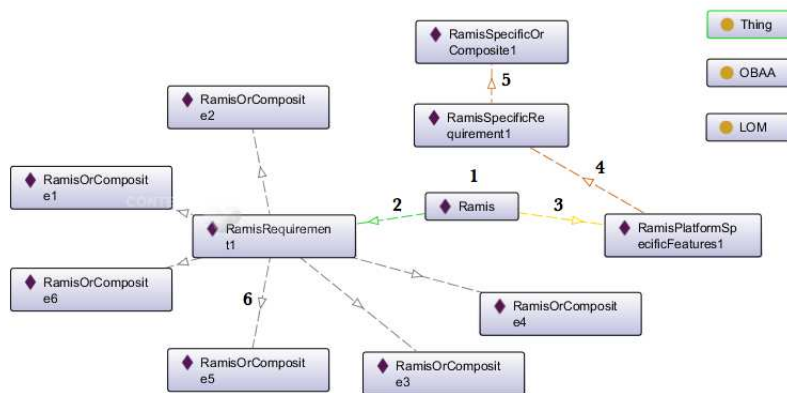 RamisSpecificOr
Composite1
Thing
5
OBAA
RamisOrComposit
e2
RamisSpecificRe
quirement1
LOM
4
1
RamisOrComposit
e1
2
Ramis
3
RamisRequiremen
t1
RamisPlatformSp
ecificFeatures1
RamisOrComposit
e6
6
RamisOrComposit
e4
RamisOrComposit
e5
RamisOrComposit
e3